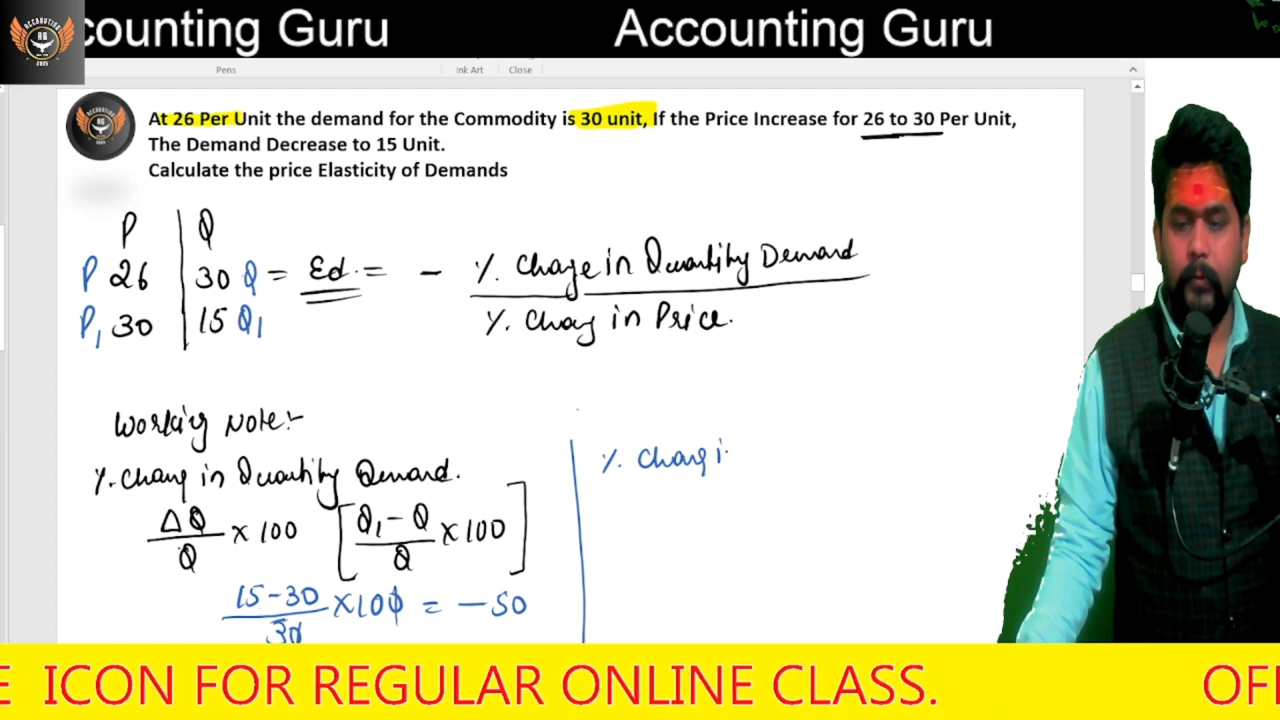 counting Guru
Accounting Guru
ACCOUNTING
AG
GURU
Pens
Ink Art
Close
At 26 Per Unit the demand for the Commodity is 30 unit, If the Price Increase for 26 to 30 Per Unit,
The Demand Decrease to 15 Unit.
Calculate the price Elasticity of Demands
P | Q
P 26 | 30 Q = Ed = - % Change in Quantity Demand
P1 30 | 15 Q1 % Chang in Price.
Working Note:-
% Chang in Quantity Demand.
% Chang i
ΔQ/Q × 100 [Q1 - Q/Q × 100]
15-30/30 × 100 = -50
E ICON FOR REGULAR ONLINE CLASS.
OFF